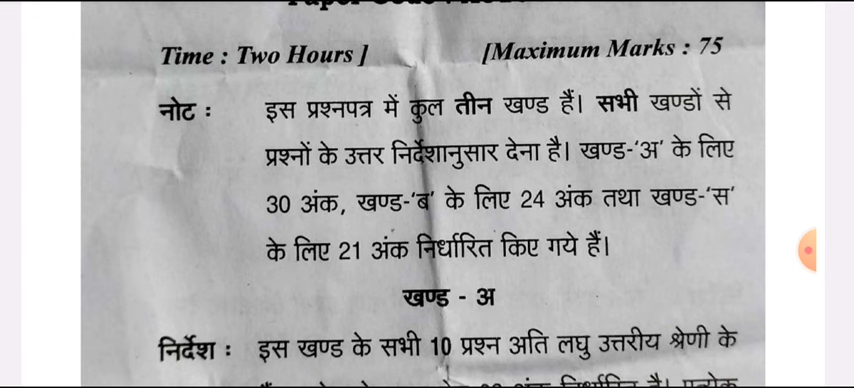 Time : Two Hours ]
[Maximum Marks : 75
नोट : इस प्रश्नपत्र में कुल तीन खण्ड हैं। सभी खण्डों से
प्रश्नों के उत्तर निर्देशानुसार देना है। खण्ड-‘अ’ के लिए
30 अंक, खण्ड-‘ब’ के लिए 24 अंक तथा खण्ड-‘स’
के लिए 21 अंक निर्धारित किए गये हैं।
खण्ड - अ
निर्देश : इस खण्ड के सभी 10 प्रश्न अति लघु उत्तरीय श्रेणी के